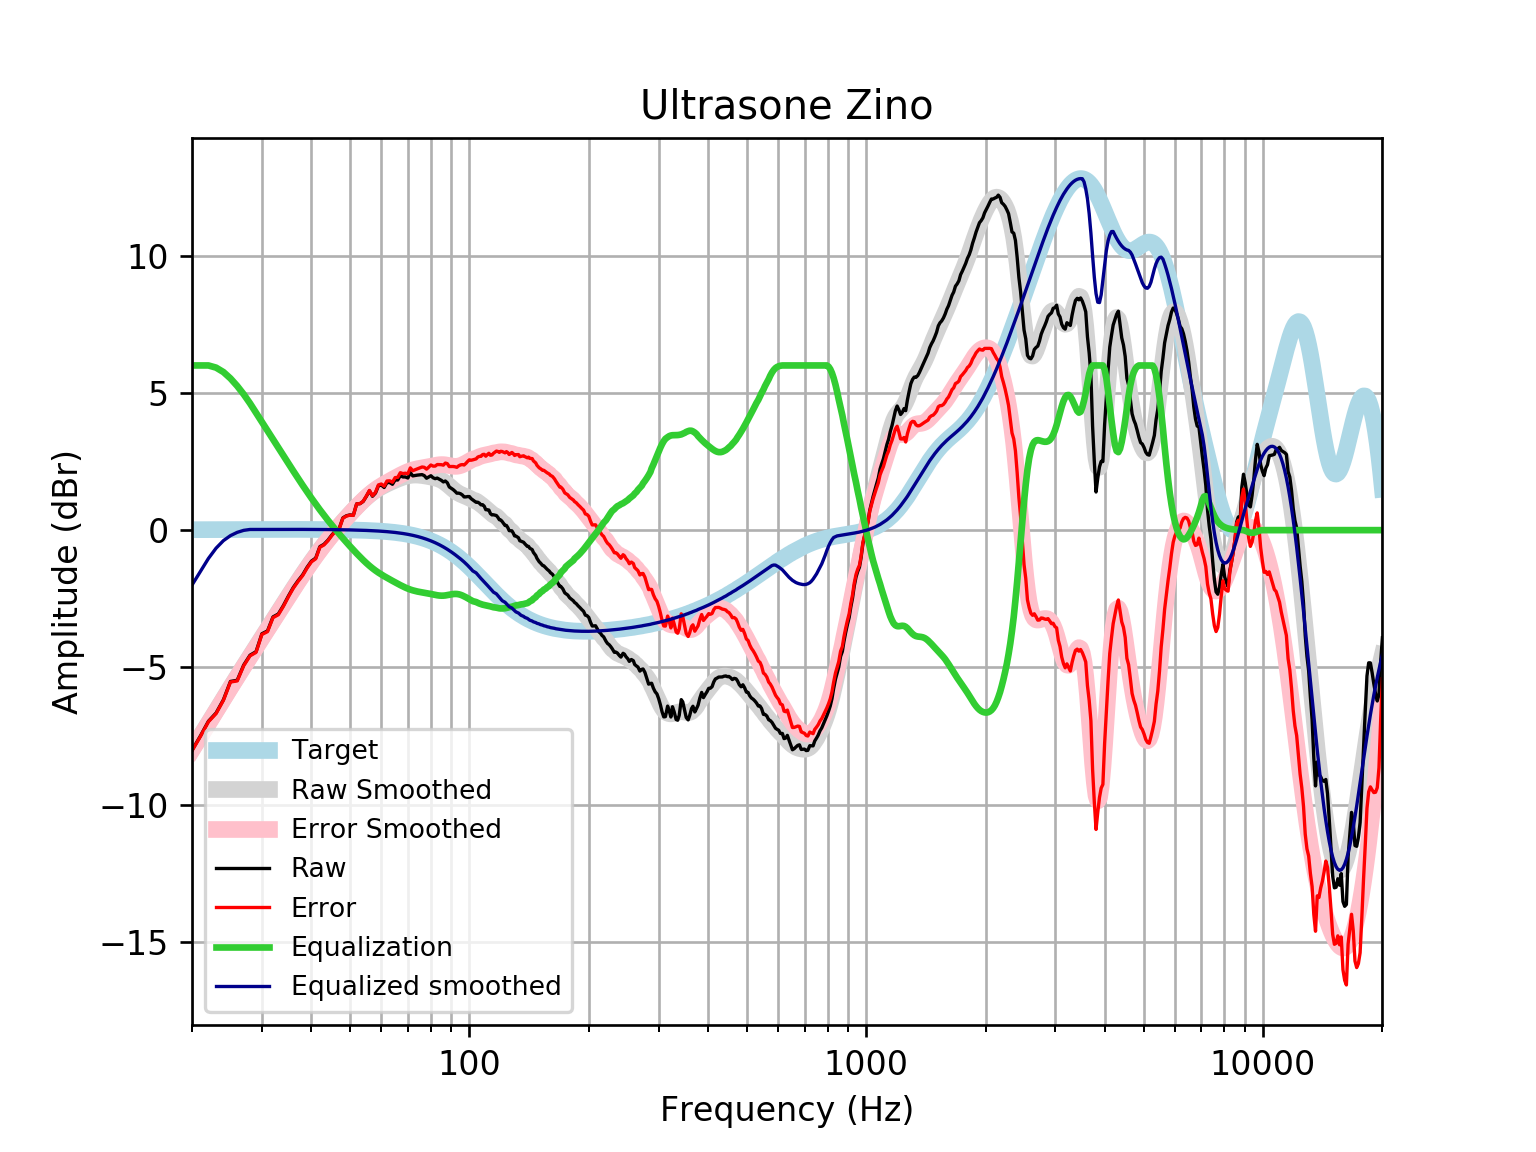 Ultrasone Zino
Amplitude (dBr)
10
5
0
−5
−10
−15
Target
Raw Smoothed
Error Smoothed
Raw
Error
Equalization
Equalized smoothed
100
1000
10000
Frequency (Hz)